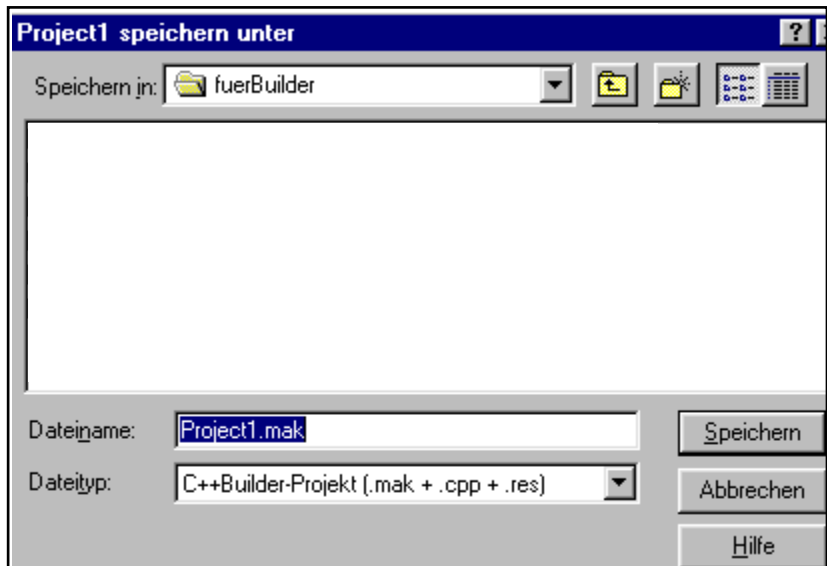 Project1 speichern unter
?
Speichern in: fuerBuilder
Dateiname: Project1.mak Speichern
Dateityp: C++Builder-Projekt (.mak + .cpp + .res) Abbrechen
Hilfe